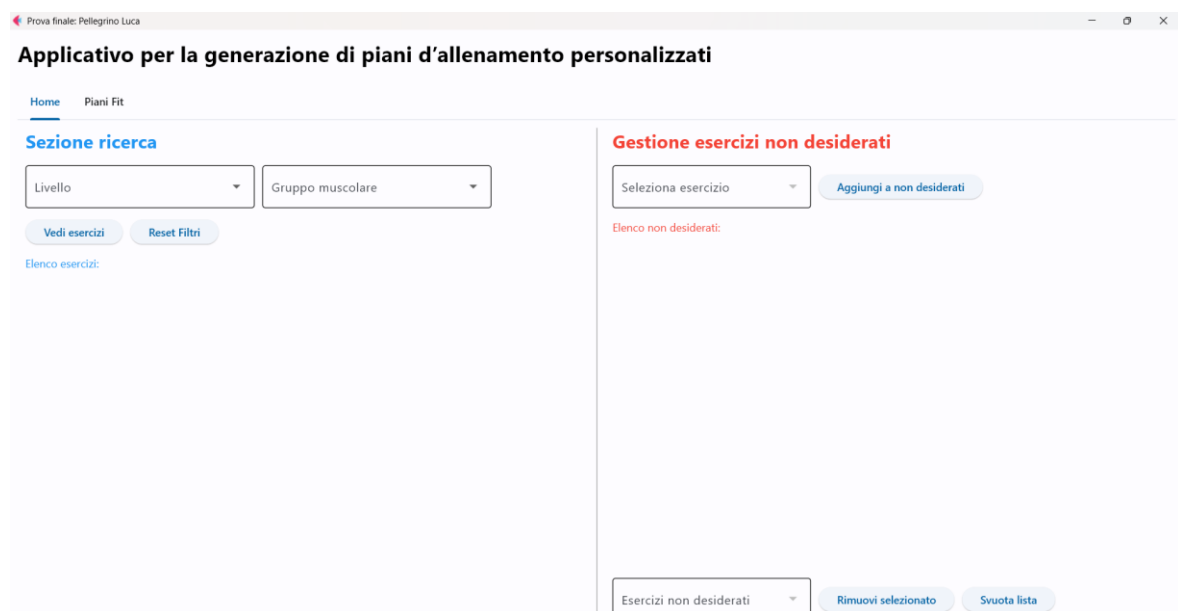 Prova finale: Pellegrino Luca
Applicativo per la generazione di piani d'allenamento personalizzati
Home Piani Fit
Sezione ricerca
Livello Gruppo muscolare
Vedi esercizi Reset Filtri
Elenco esercizi:
Gestione esercizi non desiderati
Seleziona esercizio Aggiungi a non desiderati
Elenco non desiderati:
Esercizi non desiderati Rimuovi selezionato Svuota lista